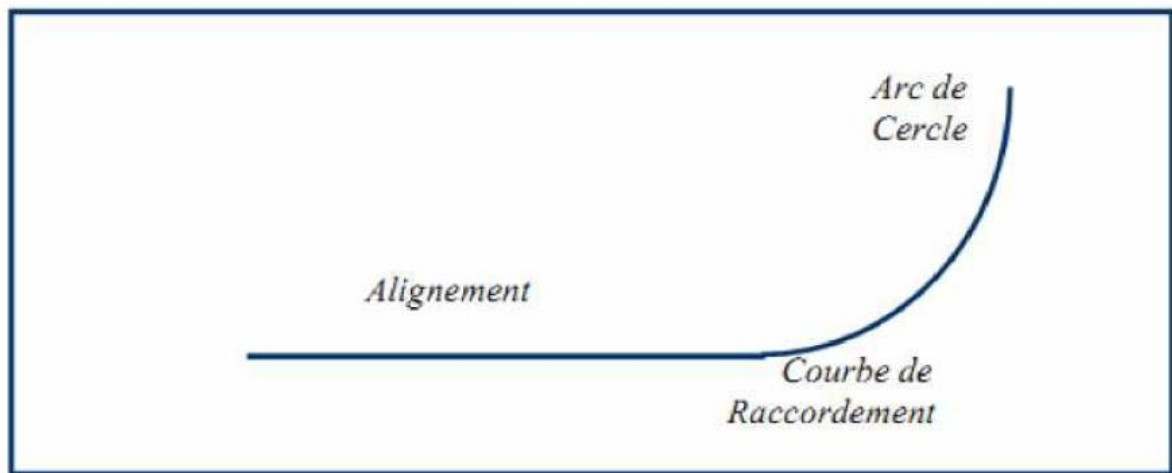 Arc de
Cercle
Alignement
Courbe de
Raccordement